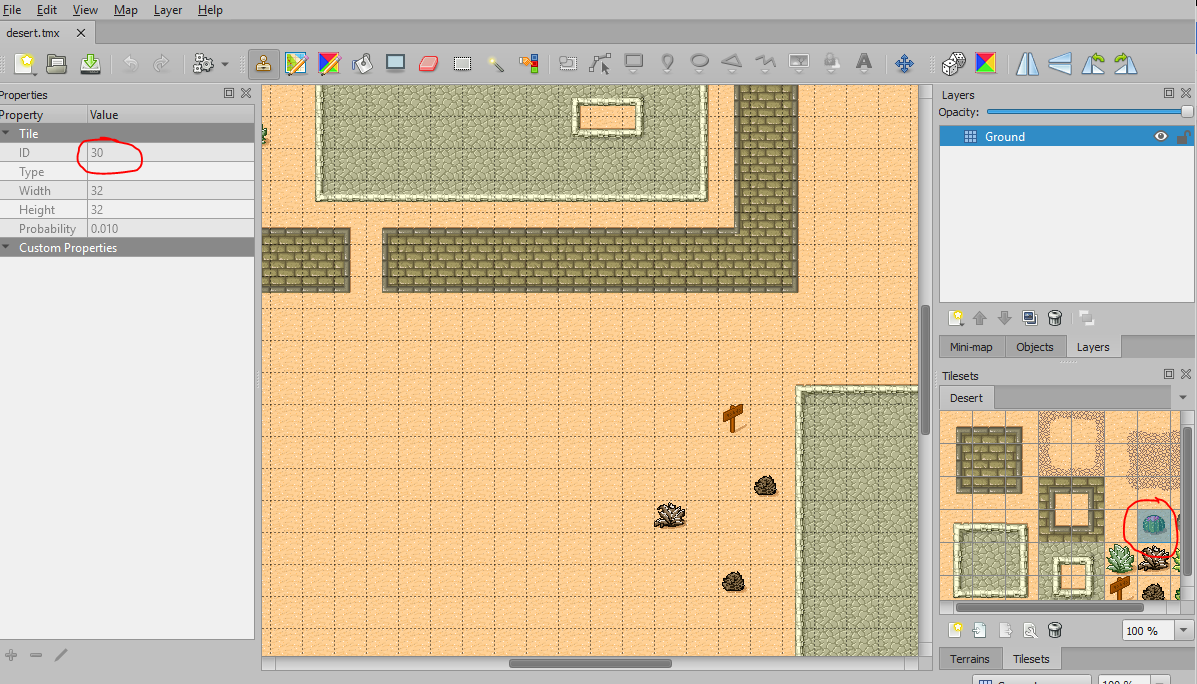 File Edit View Map Layer Help
desert.tmx
Properties
Property Value
Tile
ID 30
Type
Width 32
Height 32
Probability 0.010
Custom Properties
Layers
Opacity:
Ground
Mini-map Objects Layers
Tilesets
Desert
100 %
Terrains Tilesets
100 %